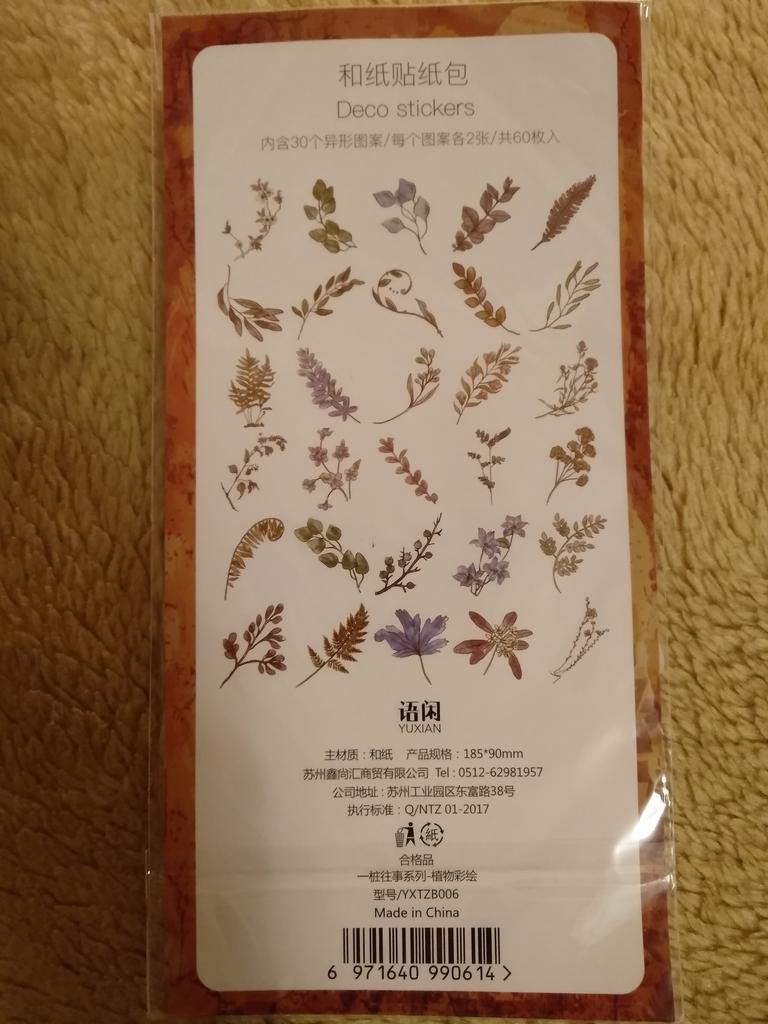 和纸贴纸包
Deco stickers
内含30个异形图案/每个图案各2张/共60枚入
语闲
YUXIAN
主材质：和纸 产品规格：185*90mm
苏州鑫尚汇商贸有限公司 Tel : 0512-62981957
公司地址 : 苏州工业园区东富路38号
执行标准：Q/NTZ 01-2017
紙
合格品
一桩往事系列-植物彩绘
型号/YXTZB006
Made in China
6 971640 990614 >